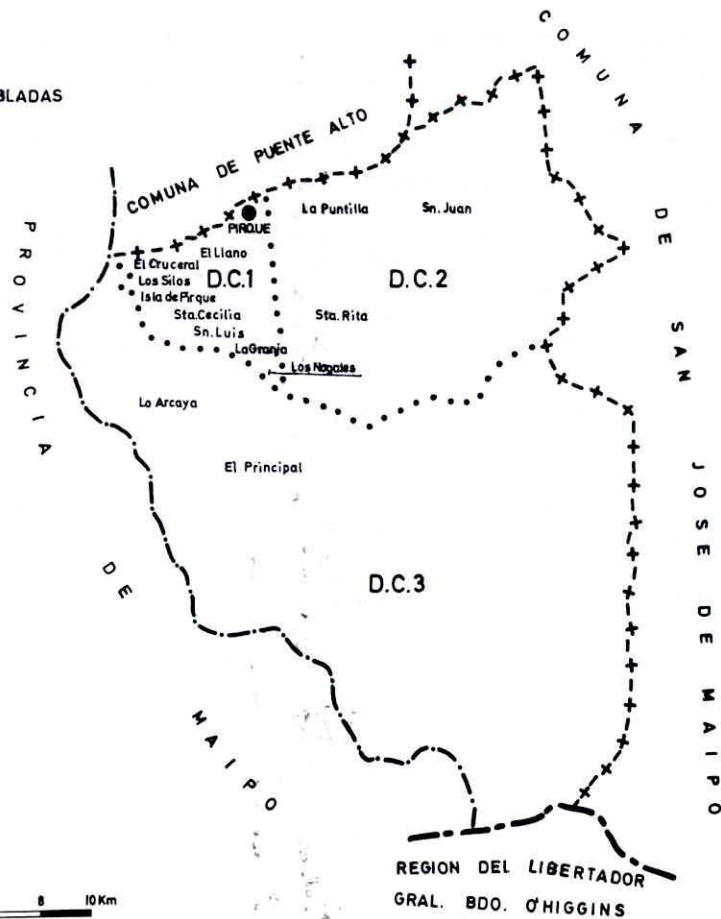 BLADAS
COMUNA DE SAN JOSE DE MAIPO
COMUNA DE PUENTE ALTO
PROVINCIA DE MAIPO
PIRQUE
La Puntilla
Sn. Juan
El Llano
El Cruceral
D.C.1
D.C.2
Los Silos
Isla de Pirque
Sta. Cecilia
Sta. Rita
Sn. Luis
La Granja
Los Nogales
Lo Arcaya
El Principal
D.C.3
REGION DEL LIBERTADOR
GRAL. BDO. O'HIGGINS
8 10 Km